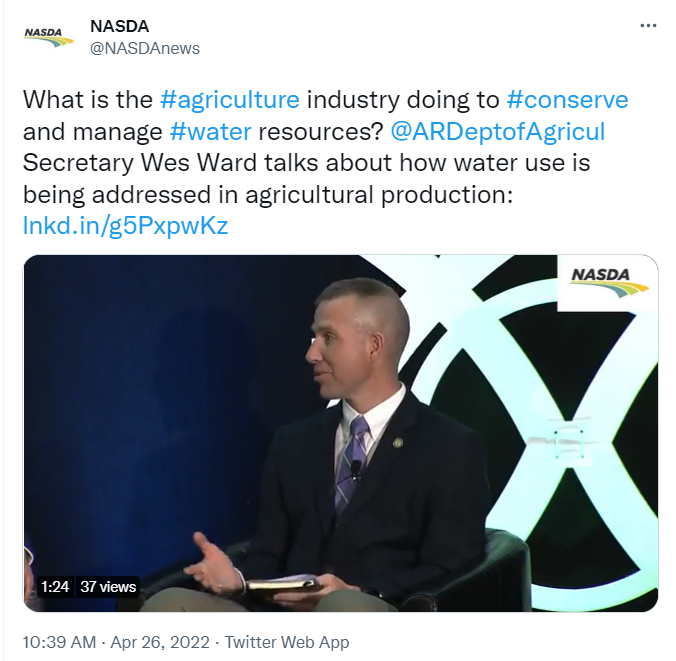 NASDA
NASDA
@NASDAnews
What is the #agriculture industry doing to #conserve
and manage #water resources? @ARDeptofAgricul
Secretary Wes Ward talks about how water use is
being addressed in agricultural production:
lnkd.in/g5PxpwKz
NASDA
1:24 37 views
10:39 AM · Apr 26, 2022 · Twitter Web App